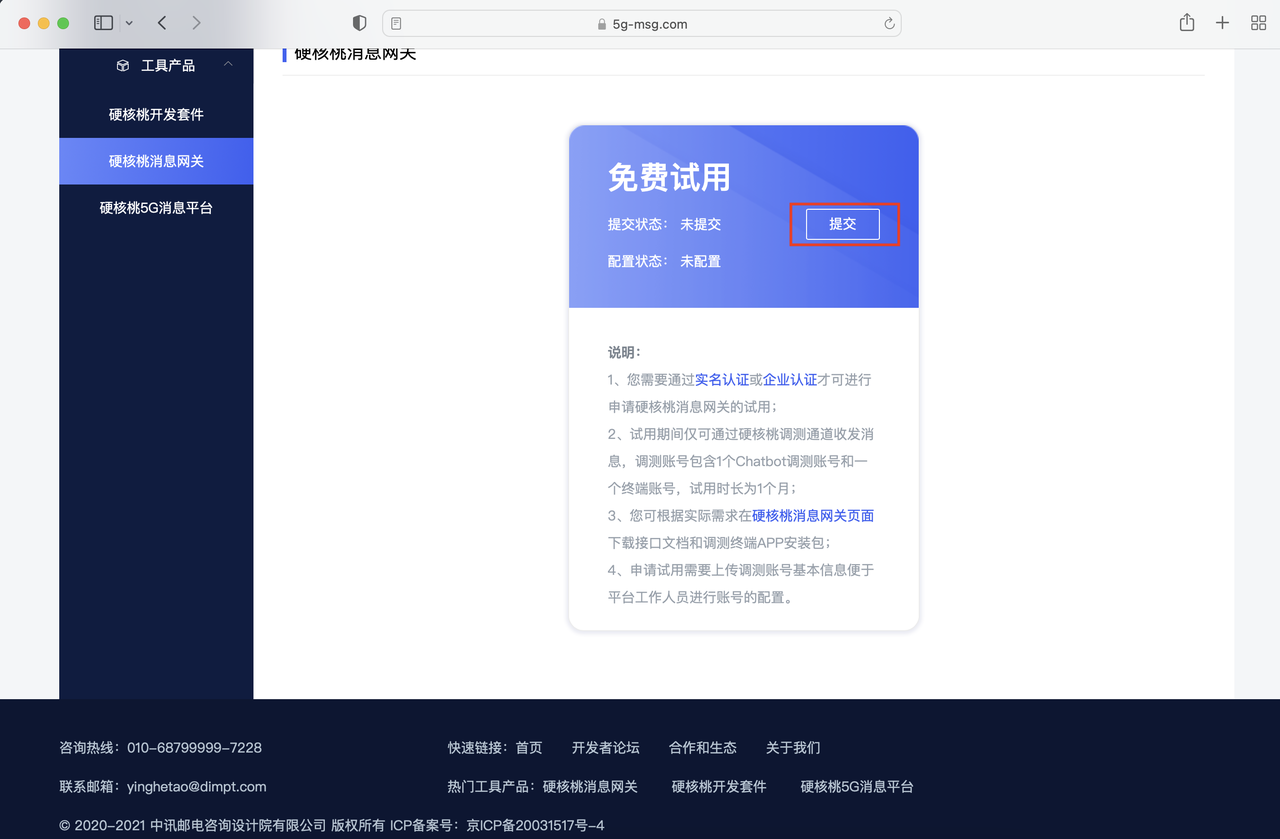 5g-msg.com
硬核桃消息网关
工具产品
硬核桃开发套件
硬核桃消息网关
硬核桃5G消息平台
免费试用
提交状态： 未提交
提交
配置状态： 未配置
说明：
1、您需要通过实名认证或企业认证才可进行
申请硬核桃消息网关的试用；
2、试用期间仅可通过硬核桃调测通道收发消
息，调测账号包含1个Chatbot调测账号和一
个终端账号，试用时长为1个月；
3、您可根据实际需求在硬核桃消息网关页面
下载接口文档和调测终端APP安装包；
4、申请试用需要上传调测账号基本信息便于
平台工作人员进行账号的配置。
咨询热线：010-68799999-7228
快速链接：首页 开发者论坛 合作和生态 关于我们
联系邮箱：yinghetao@dimpt.com
热门工具产品：硬核桃消息网关 硬核桃开发套件 硬核桃5G消息平台
© 2020-2021 中讯邮电咨询设计院有限公司 版权所有 ICP备案号：京ICP备20031517号-4